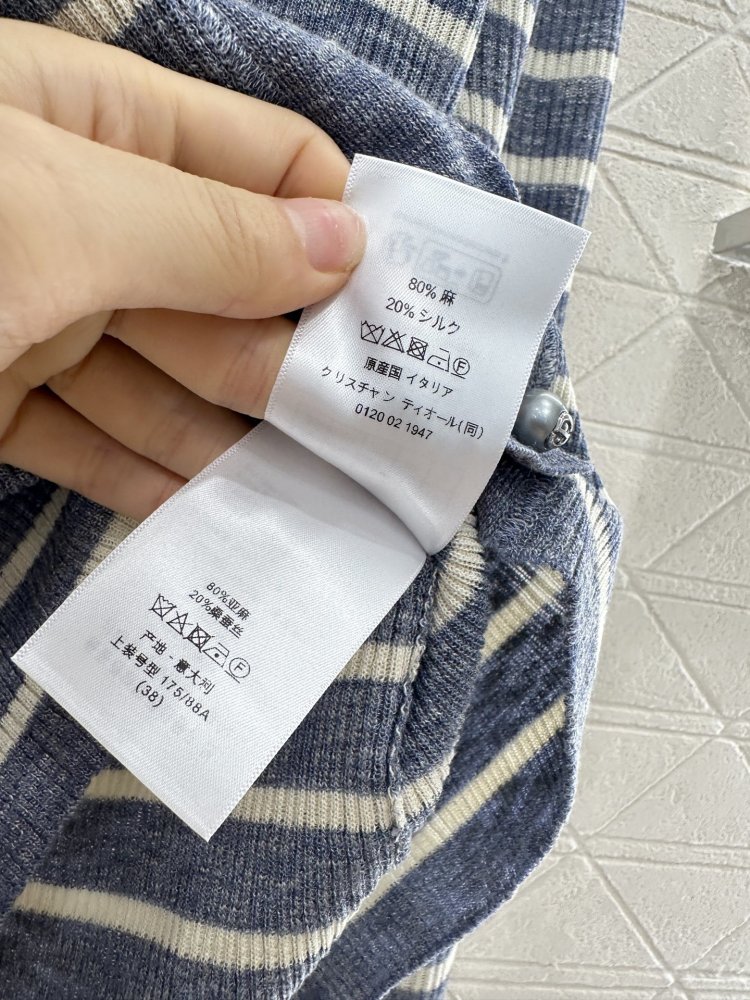 80% 麻
20% シルク
F
原産国 イタリア
クリスチャン ディオール(同)
0120 02 1947
80%亚麻
20%桑蚕丝
F
产地 - 意大利
上装号型 175/88A
(38)